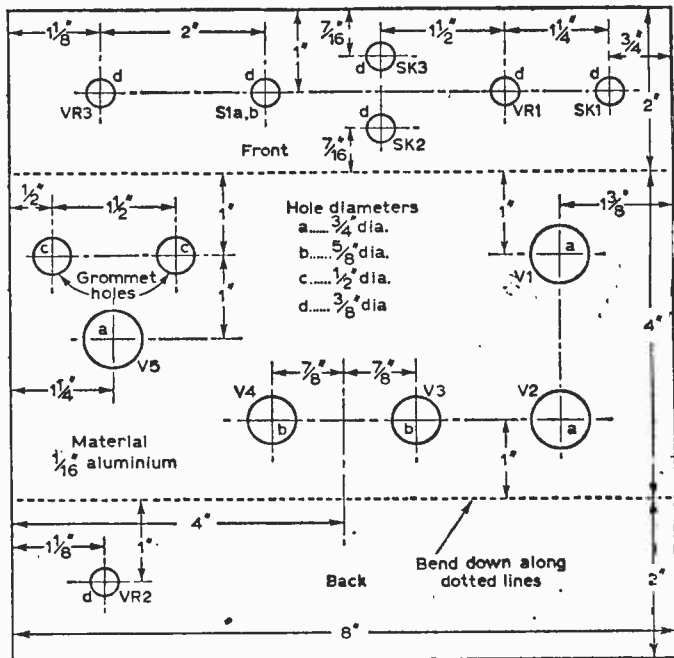 1⅛" 2" 1" 7/16" 1½" 1¼" 3/4"
d d d SK3 d d
VR3 S1a,b VR1 SK1 2"
d
Front 7/16" SK2
½" 1½" 1" Hole diameters 1" 1⅜"
a......3/4" dia.
b......5/8" dia.
c......1/2" dia.
d......3/8" dia
c c a
Grommet V1
holes 1" 4"
a
V5
1¼" V4 7/8" 7/8" V3 V2
b b a
Material 1"
1/16" aluminium
4"
1⅛" 1" Bend down along
dotted lines
d VR2 Back 2"
8"